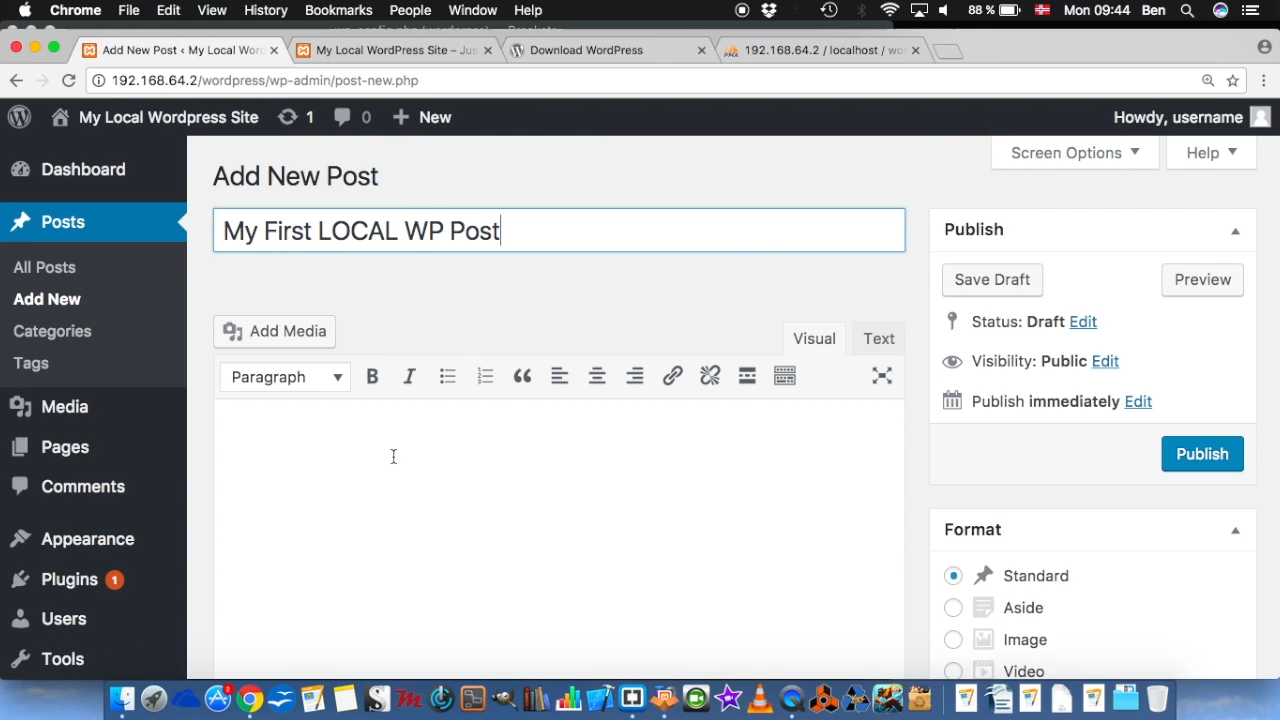 Chrome File Edit View History Bookmarks People Window Help 88 % Mon 09:44 Ben
Add New Post ‹ My Local Worc
My Local WordPress Site – Jus
Download WordPress
192.168.64.2 / localhost / wo
192.168.64.2/wordpress/wp-admin/post-new.php
My Local Wordpress Site 1 0 New Howdy, username
Screen Options Help
Dashboard
Posts
All Posts
Add New
Categories
Tags
Media
Pages
Comments
Appearance
Plugins 1
Users
Tools
Add New Post
My First LOCAL WP Post
Add Media
Visual Text
Paragraph B I
Publish
Save Draft Preview
Status: Draft Edit
Visibility: Public Edit
Publish immediately Edit
Publish
Format
Standard
Aside
Image
Video